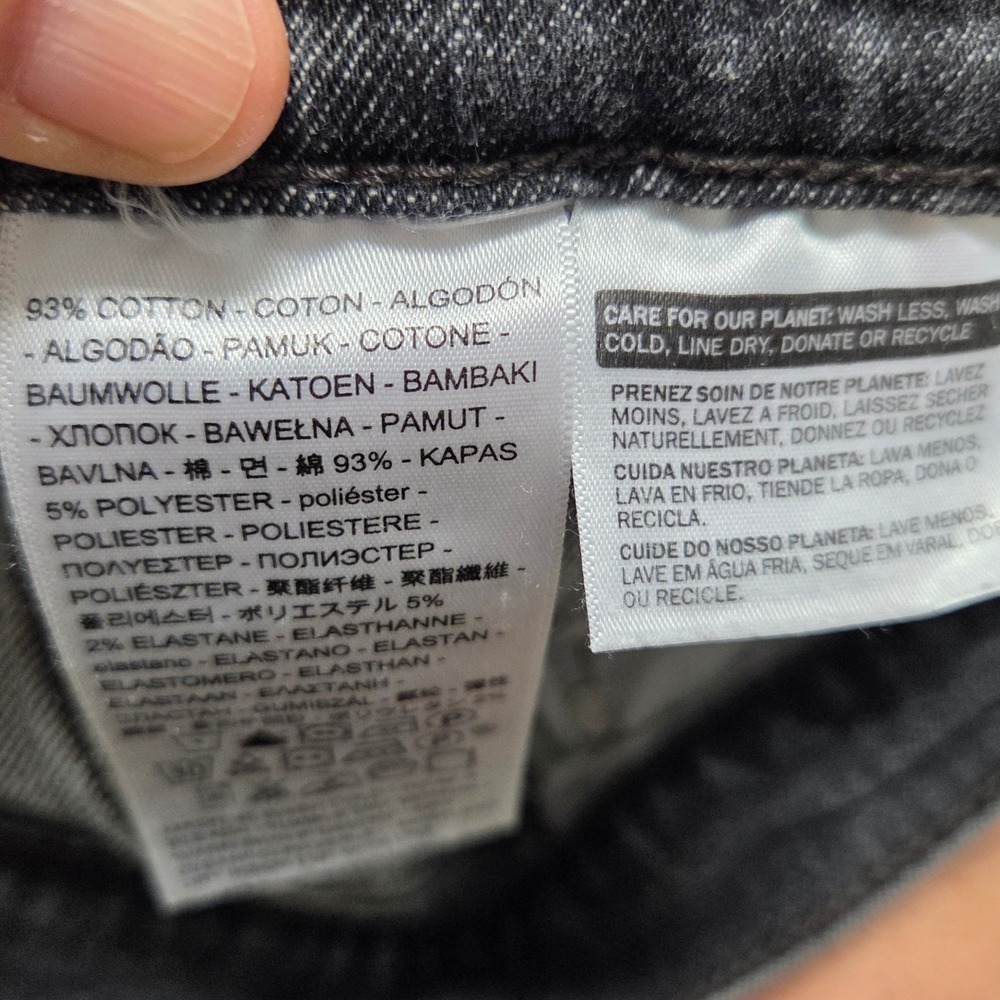 93% COTTON - COTON - ALGODÓN
- ALGODÃO - PAMUK - COTONE -
BAUMWOLLE - KATOEN - BAMBAKI
- ХЛОПОК - BAWEŁNA - PAMUT -
BAVLNA - 棉 - 면 - 綿 93% - KAPAS
5% POLYESTER - poliéster -
POLIESTER - POLIESTERE -
ΠΟΛΥΕΣΤΕΡ - ПОЛИЭСТЕР -
POLIÉSZTER - 聚酯纤维 - 聚酯纖維 -
폴리에스터 - ポリエステル 5%
2% ELASTANE - ELASTHANNE -
elastano - ELASTANO - ELASTAN -
ELASTOMERO - ELASTHAN -
ELASTAAN - ΕΛΑΣΤΑΝΗ -
CARE FOR OUR PLANET: WASH LESS, WASH
COLD, LINE DRY, DONATE OR RECYCLE
PRENEZ SOIN DE NOTRE PLANETE: LAVEZ
MOINS, LAVEZ A FROID, LAISSEZ SECHER
NATURELLEMENT, DONNEZ OU RECYCLEZ
CUIDA NUESTRO PLANETA: LAVA MENOS,
LAVA EN FRIO, TIENDE LA ROPA, DONA O
RECICLA.
CUIDE DO NOSSO PLANETA: LAVE MENOS,
LAVE EM ÁGUA FRIA, SEQUE EM VARAL, DO
OU RECICLE.